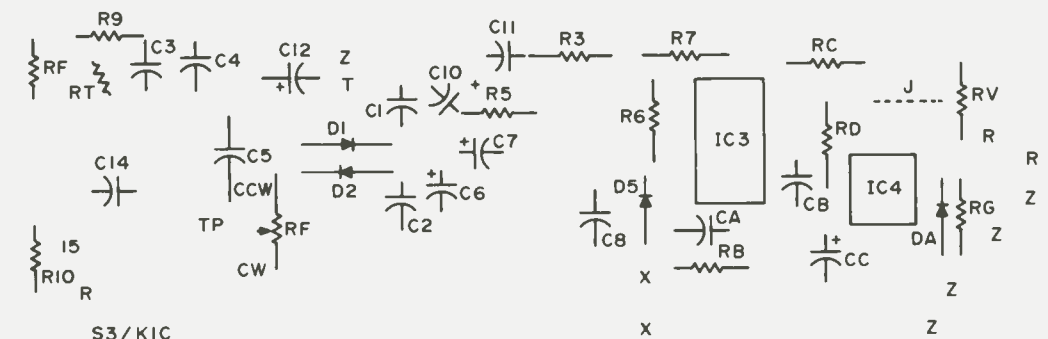 R9
C3
C4
RF
RT
C12
Z
T
C11
R3
R7
RC
C10
+
+
C1
R5
R6
IC3
J
RV
RD
R
R
D1
C5
+
C7
C14
CCW
D2
+
C6
C2
D5
C8
CA
RB
CB
IC4
DA
RG
Z
Z
TP
RF
CW
15
R10
R
+
CC
X
Z
S3/K1C
X
Z